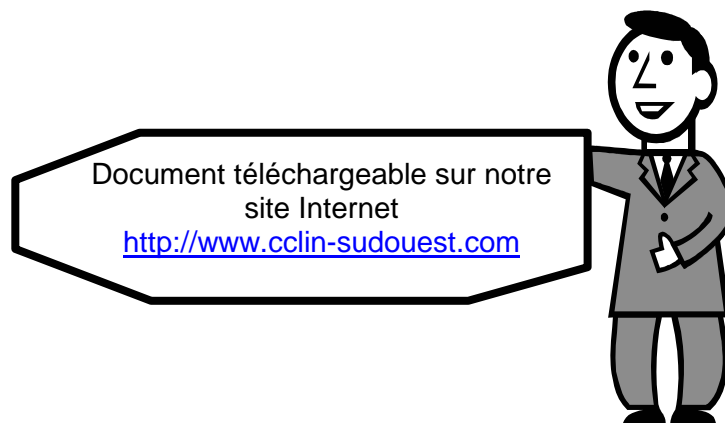 Document téléchargeable sur notre
site Internet
http://www.cclin-sudouest.com